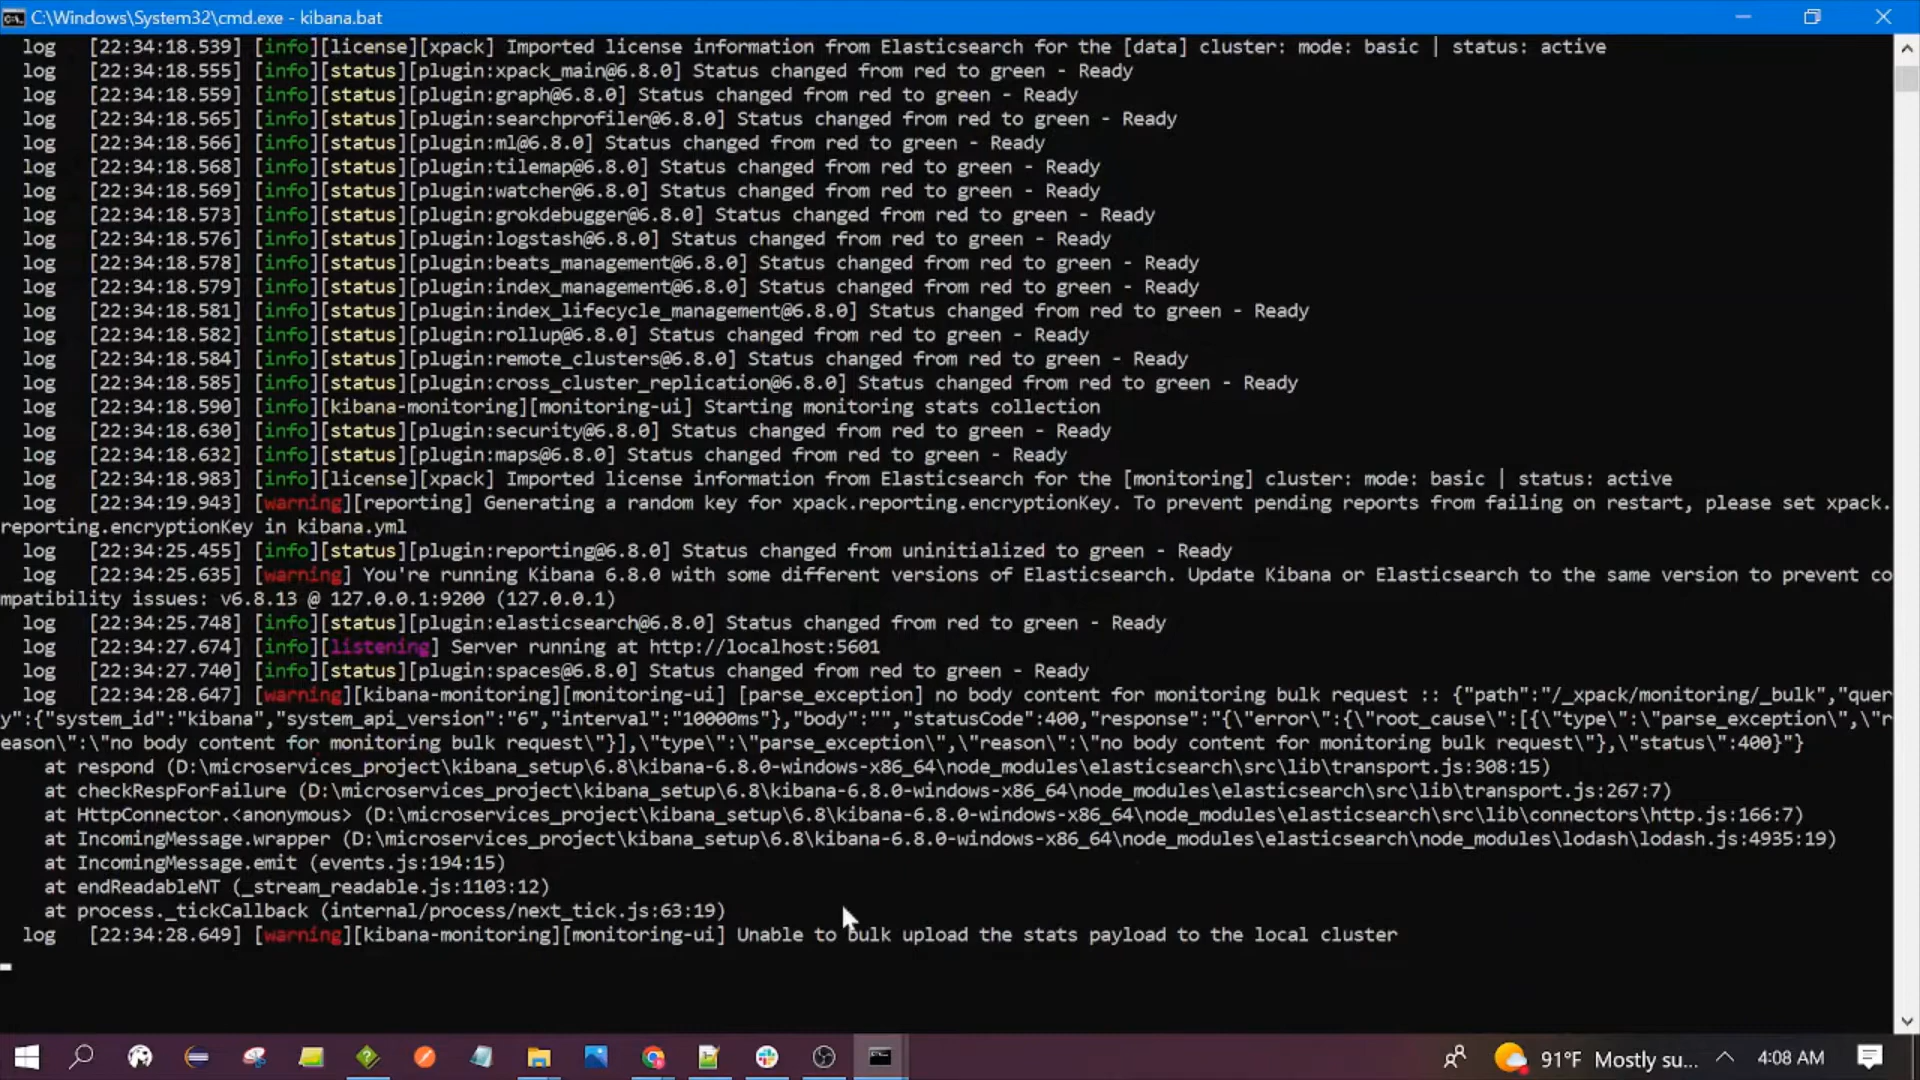 C:\Windows\System32\cmd.exe - kibana.bat
log [22:34:18.539] [info][license][xpack] Imported license information from Elasticsearch for the [data] cluster: mode: basic | status: active
log [22:34:18.555] [info][status][plugin:xpack_main@6.8.0] Status changed from red to green - Ready
log [22:34:18.559] [info][status][plugin:graph@6.8.0] Status changed from red to green - Ready
log [22:34:18.565] [info][status][plugin:searchprofiler@6.8.0] Status changed from red to green - Ready
log [22:34:18.566] [info][status][plugin:ml@6.8.0] Status changed from red to green - Ready
log [22:34:18.568] [info][status][plugin:tilemap@6.8.0] Status changed from red to green - Ready
log [22:34:18.569] [info][status][plugin:watcher@6.8.0] Status changed from red to green - Ready
log [22:34:18.573] [info][status][plugin:grokdebugger@6.8.0] Status changed from red to green - Ready
log [22:34:18.576] [info][status][plugin:logstash@6.8.0] Status changed from red to green - Ready
log [22:34:18.578] [info][status][plugin:beats_management@6.8.0] Status changed from red to green - Ready
log [22:34:18.579] [info][status][plugin:index_management@6.8.0] Status changed from red to green - Ready
log [22:34:18.581] [info][status][plugin:index_lifecycle_management@6.8.0] Status changed from red to green - Ready
log [22:34:18.582] [info][status][plugin:rollup@6.8.0] Status changed from red to green - Ready
log [22:34:18.584] [info][status][plugin:remote_clusters@6.8.0] Status changed from red to green - Ready
log [22:34:18.585] [info][status][plugin:cross_cluster_replication@6.8.0] Status changed from red to green - Ready
log [22:34:18.590] [info][kibana-monitoring][monitoring-ui] Starting monitoring stats collection
log [22:34:18.630] [info][status][plugin:security@6.8.0] Status changed from red to green - Ready
log [22:34:18.632] [info][status][plugin:maps@6.8.0] Status changed from red to green - Ready
log [22:34:18.983] [info][license][xpack] Imported license information from Elasticsearch for the [monitoring] cluster: mode: basic | status: active
log [22:34:19.943] [warning][reporting] Generating a random key for xpack.reporting.encryptionKey. To prevent pending reports from failing on restart, please set xpack.
reporting.encryptionKey in kibana.yml
log [22:34:25.455] [info][status][plugin:reporting@6.8.0] Status changed from uninitialized to green - Ready
log [22:34:25.635] [warning] You're running Kibana 6.8.0 with some different versions of Elasticsearch. Update Kibana or Elasticsearch to the same version to prevent co
mpatibility issues: v6.8.13 @ 127.0.0.1:9200 (127.0.0.1)
log [22:34:25.748] [info][status][plugin:elasticsearch@6.8.0] Status changed from red to green - Ready
log [22:34:27.674] [info][listening] Server running at http://localhost:5601
log [22:34:27.740] [info][status][plugin:spaces@6.8.0] Status changed from red to green - Ready
log [22:34:28.647] [warning][kibana-monitoring][monitoring-ui] [parse_exception] no body content for monitoring bulk request :: {"path":"/_xpack/monitoring/_bulk","quer
y":{"system_id":"kibana","system_api_version":"6","interval":"10000ms"},"body":"","statusCode":400,"response":"{\"error\":{\"root_cause\":[{\"type\":\"parse_exception\",\"r
eason\":\"no body content for monitoring bulk request\"}],\"type\":\"parse_exception\",\"reason\":\"no body content for monitoring bulk request\"},\"status\":400}"}
at respond (D:\microservices_project\kibana_setup\6.8\kibana-6.8.0-windows-x86_64\node_modules\elasticsearch\src\lib\transport.js:308:15)
at checkRespForFailure (D:\microservices_project\kibana_setup\6.8\kibana-6.8.0-windows-x86_64\node_modules\elasticsearch\src\lib\transport.js:267:7)
at HttpConnector.<anonymous> (D:\microservices_project\kibana_setup\6.8\kibana-6.8.0-windows-x86_64\node_modules\elasticsearch\src\lib\connectors\http.js:166:7)
at IncomingMessage.wrapper (D:\microservices_project\kibana_setup\6.8\kibana-6.8.0-windows-x86_64\node_modules\elasticsearch\node_modules\lodash\lodash.js:4935:19)
at IncomingMessage.emit (events.js:194:15)
at endReadableNT (_stream_readable.js:1103:12)
at process._tickCallback (internal/process/next_tick.js:63:19)
log [22:34:28.649] [warning][kibana-monitoring][monitoring-ui] Unable to bulk upload the stats payload to the local cluster
91°F Mostly su... 4:08 AM